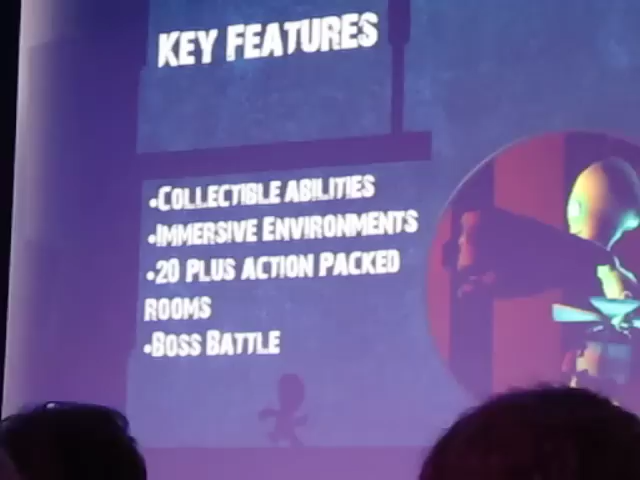 KEY FEATURES
•COLLECTIBLE ABILITIES
•IMMERSIVE ENVIRONMENTS
•20 PLUS ACTION PACKED
ROOMS
•BOSS BATTLE